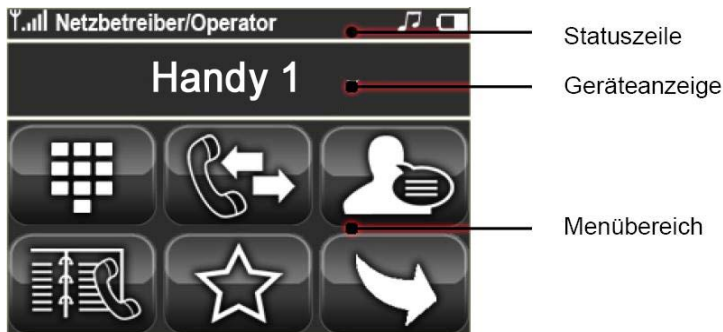 Netzbetreiber/Operator
Statuszeile
Handy 1
Geräteanzeige
Menübereich